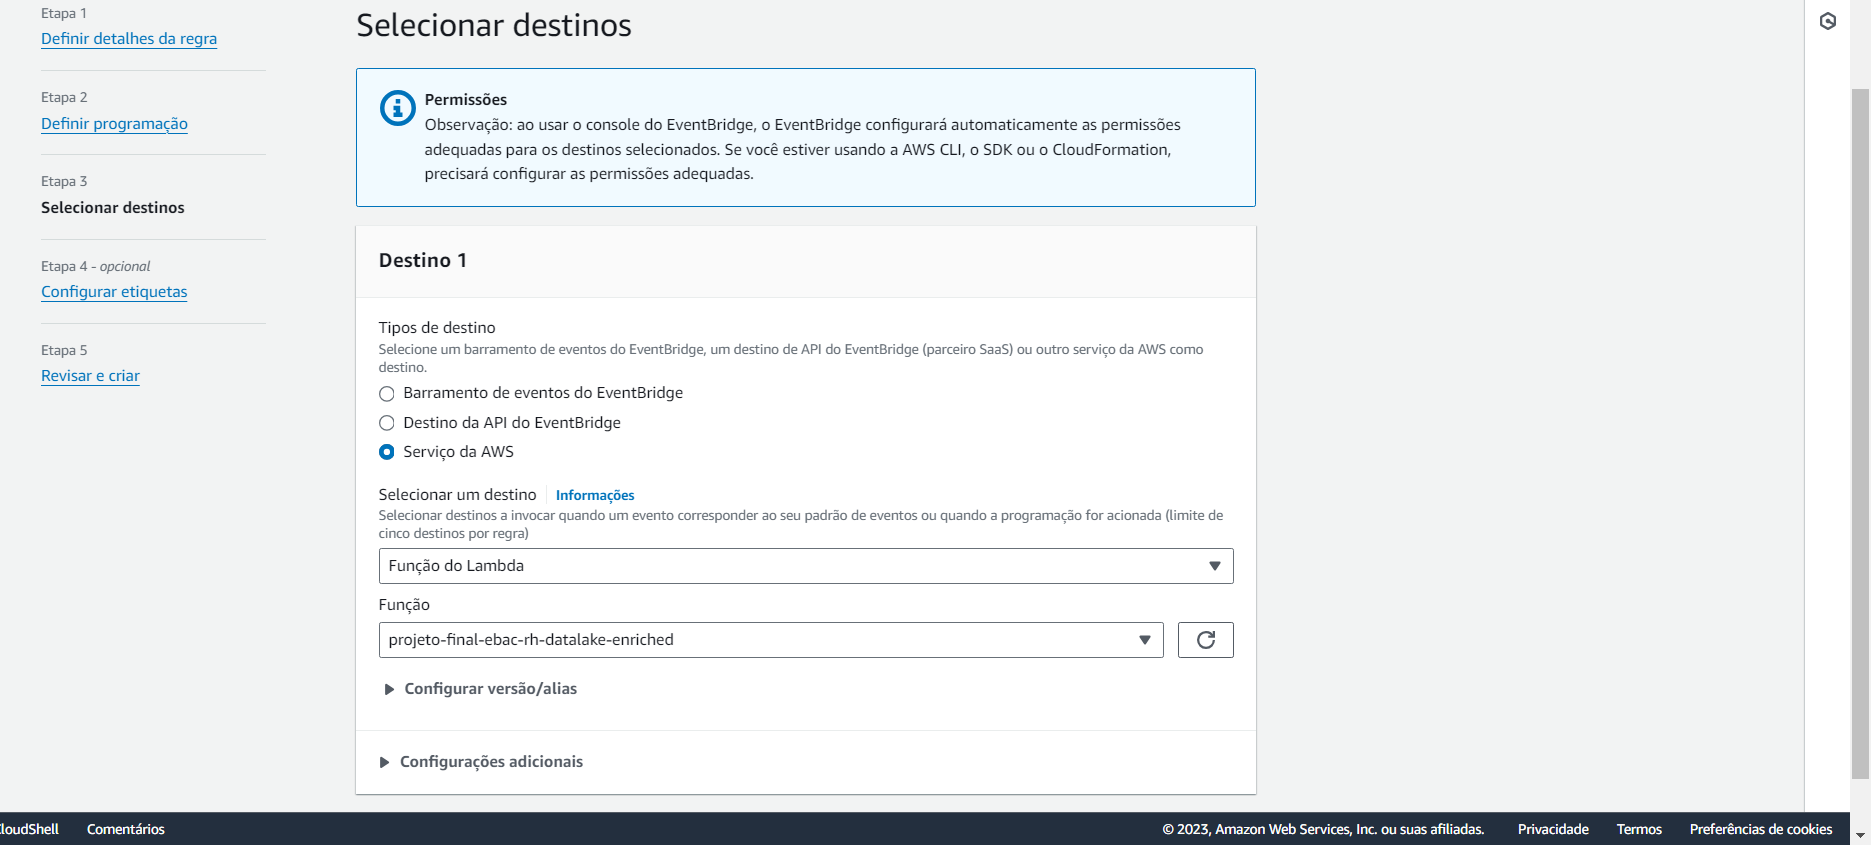 Etapa 1
Definir detalhes da regra
Etapa 2
Definir programação
Etapa 3
Selecionar destinos
Etapa 4 - opcional
Configurar etiquetas
Etapa 5
Revisar e criar
Selecionar destinos
Permissões
Observação: ao usar o console do EventBridge, o EventBridge configurará automaticamente as permissões
adequadas para os destinos selecionados. Se você estiver usando a AWS CLI, o SDK ou o CloudFormation,
precisará configurar as permissões adequadas.
Destino 1
Tipos de destino
Selecione um barramento de eventos do EventBridge, um destino de API do EventBridge (parceiro SaaS) ou outro serviço da AWS como
destino.
Barramento de eventos do EventBridge
Destino da API do EventBridge
Serviço da AWS
Selecionar um destino Informações
Selecionar destinos a invocar quando um evento corresponder ao seu padrão de eventos ou quando a programação for acionada (limite de
cinco destinos por regra)
Função do Lambda
Função
projeto-final-ebac-rh-datalake-enriched
Configurar versão/alias
Configurações adicionais
loudShell Comentários © 2023, Amazon Web Services, Inc. ou suas afiliadas. Privacidade Termos Preferências de cookies